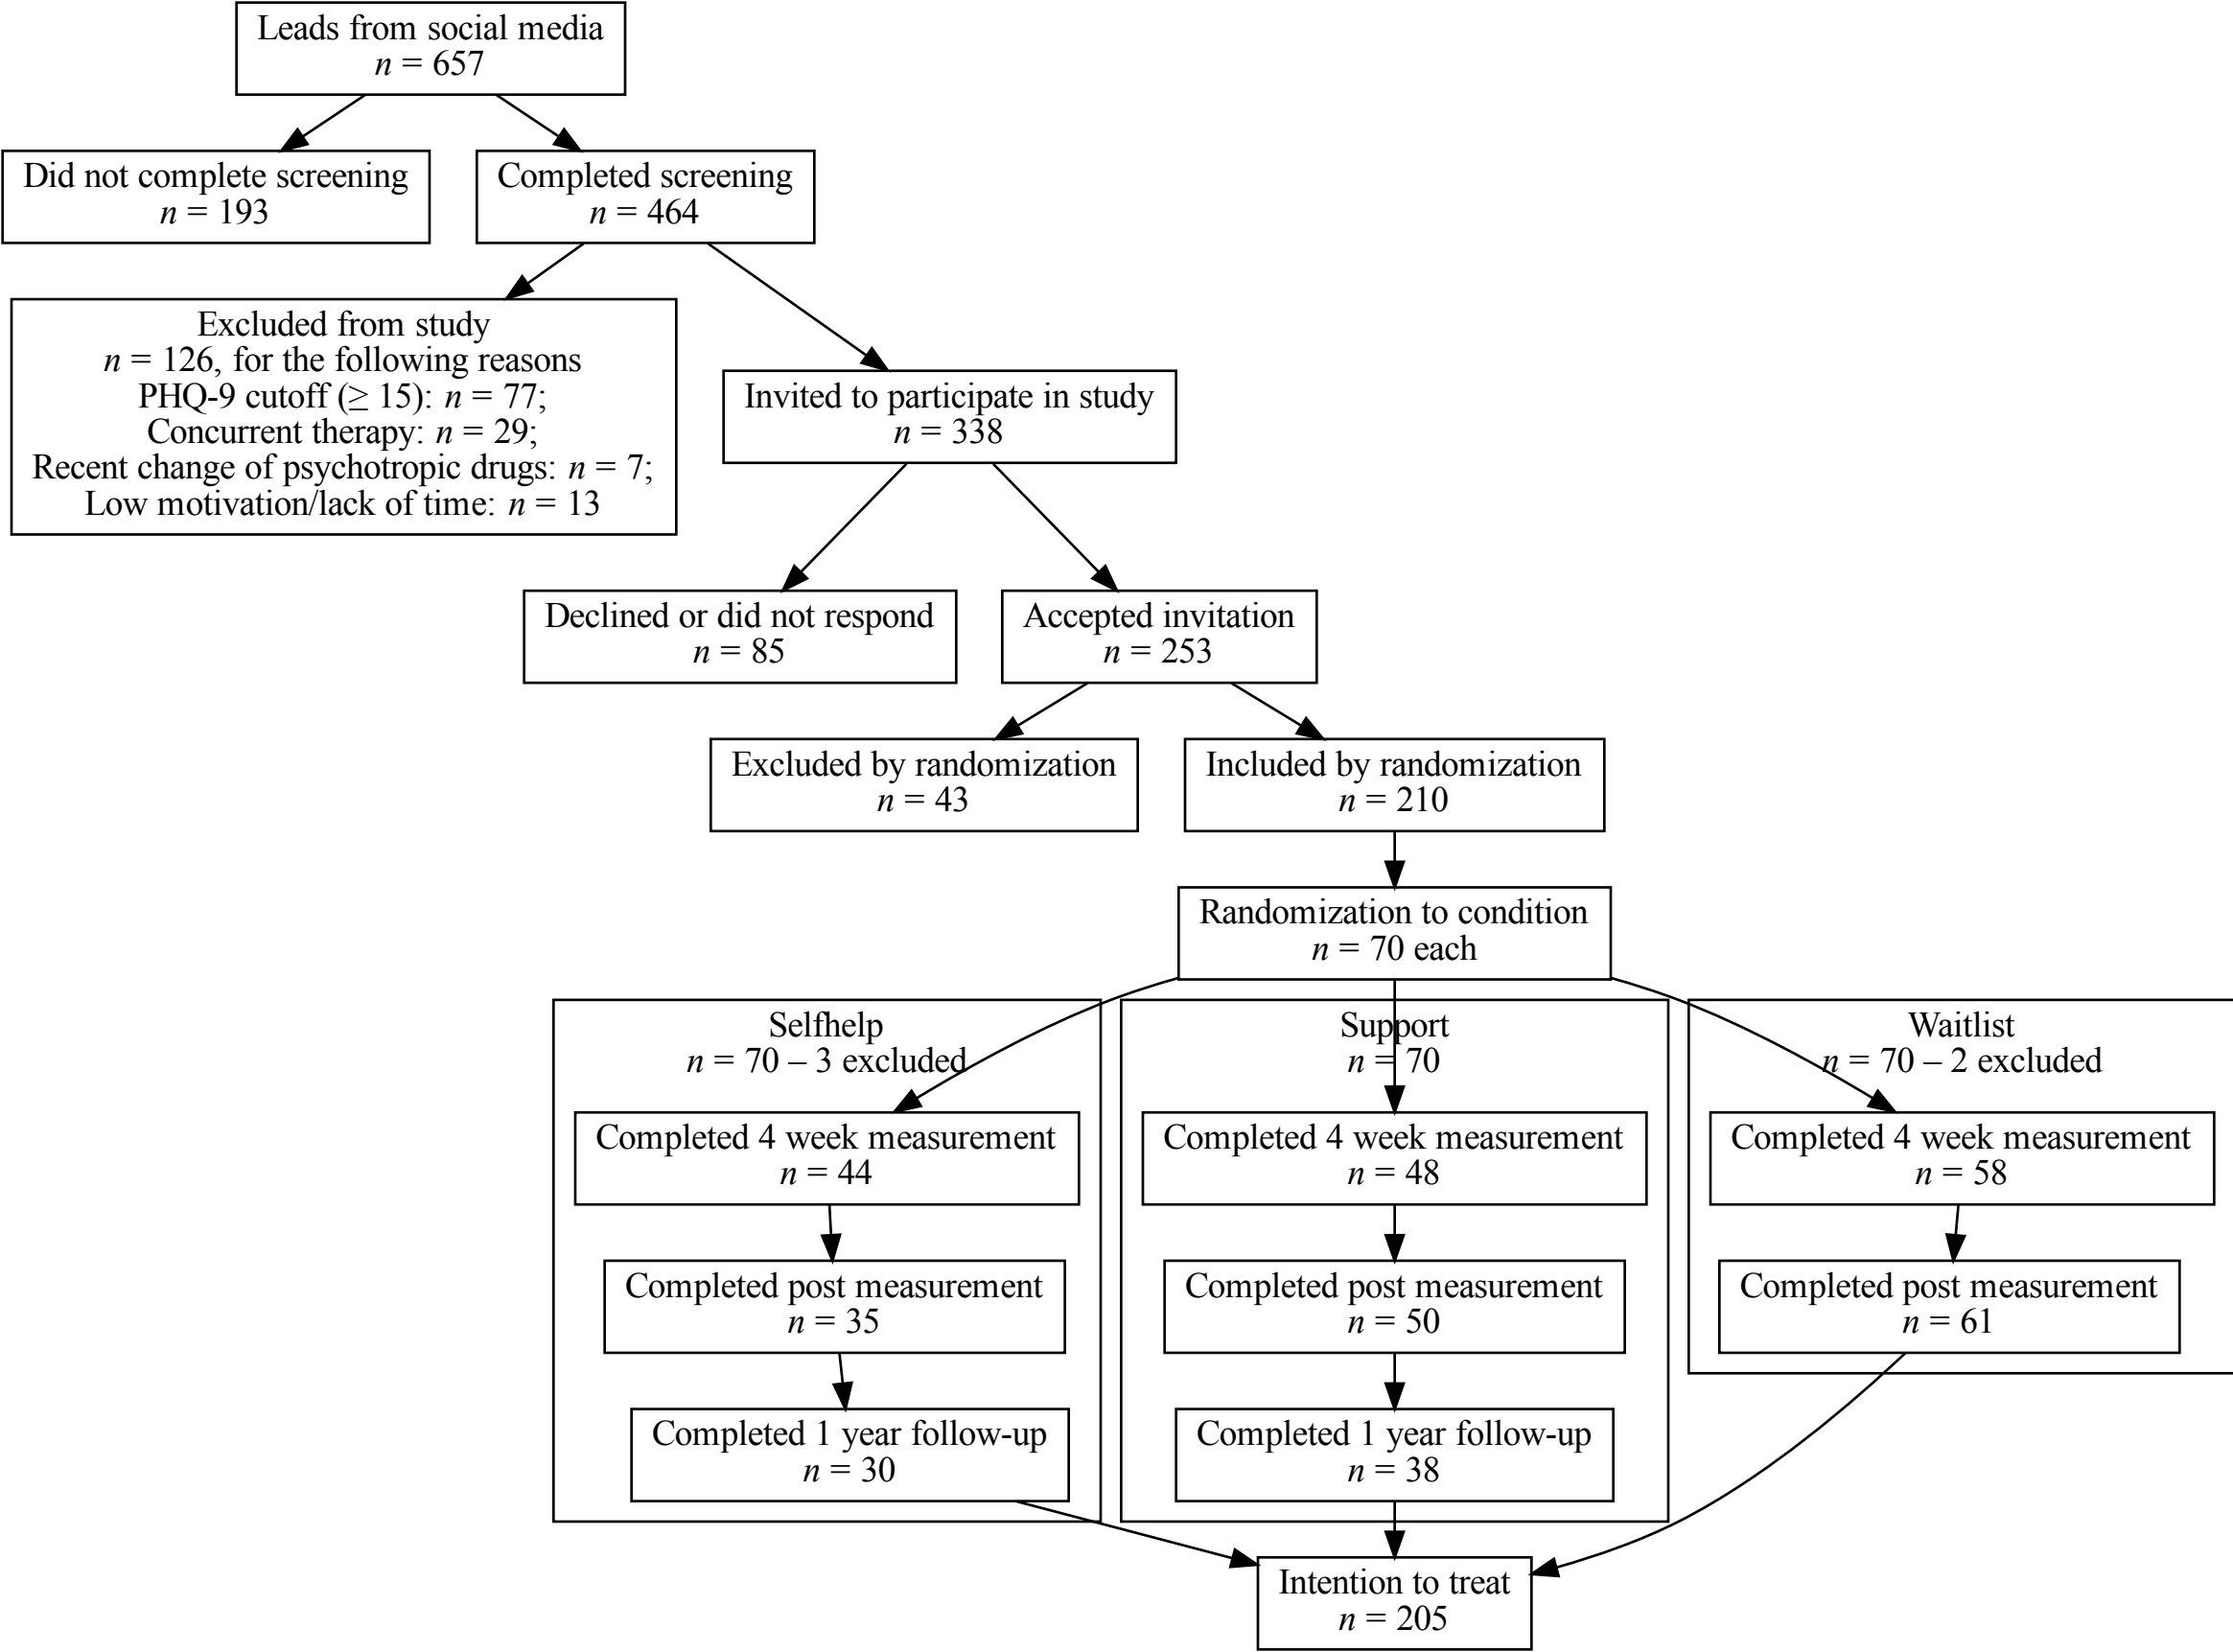 Leads from social media
n = 657
Did not complete screening
n = 193
Completed screening
n = 464
Excluded from study
n = 126, for the following reasons
PHQ-9 cutoff (≥ 15): n = 77;
Concurrent therapy: n = 29;
Recent change of psychotropic drugs: n = 7;
Low motivation/lack of time: n = 13
Invited to participate in study
n = 338
Declined or did not respond
n = 85
Accepted invitation
n = 253
Excluded by randomization
n = 43
Included by randomization
n = 210
Randomization to condition
n = 70 each
Selfhelp
n = 70 – 3 excluded
Completed 4 week measurement
n = 44
Completed post measurement
n = 35
Completed 1 year follow-up
n = 30
Support
n = 70
Completed 4 week measurement
n = 48
Completed post measurement
n = 50
Completed 1 year follow-up
n = 38
Waitlist
n = 70 – 2 excluded
Completed 4 week measurement
n = 58
Completed post measurement
n = 61
Intention to treat
n = 205